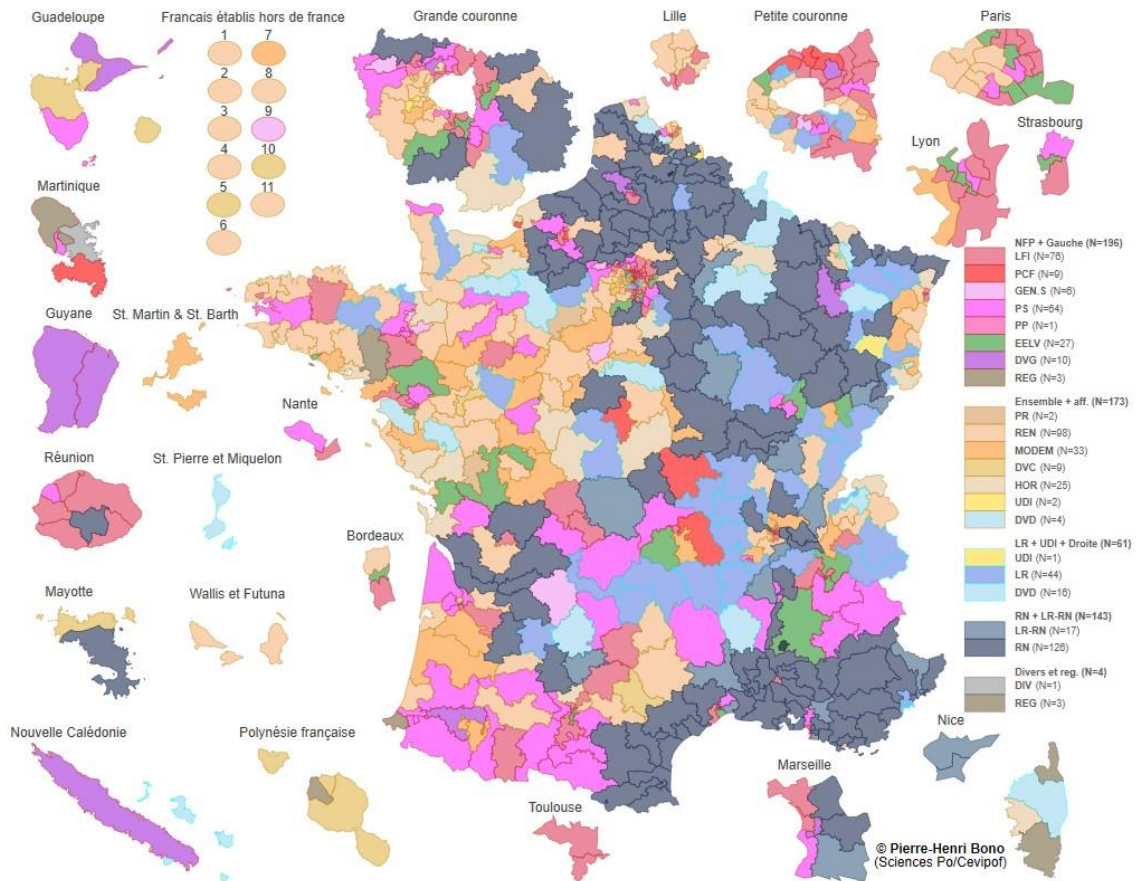 Guadeloupe
Francais établis hors de france
Grande couronne
Lille
Petite couronne
Paris
1
7
2
8
3
9
4
10
5
11
6
Lyon
Strasbourg
Martinique
Guyane
St. Martin & St. Barth
Nante
Réunion
St. Pierre et Miquelon
Bordeaux
Mayotte
Wallis et Futuna
Nouvelle Calédonie
Polynésie française
Toulouse
Marseille
Nice
NFP + Gauche (N=196)
LFI (N=76)
PCF (N=9)
GEN.S (N=6)
PS (N=64)
PP (N=1)
EELV (N=27)
DVG (N=10)
REG (N=3)
Ensemble + aff. (N=173)
PR (N=2)
REN (N=98)
MODEM (N=33)
DVC (N=9)
HOR (N=25)
UDI (N=2)
DVD (N=4)
LR + UDI + Droite (N=61)
UDI (N=1)
LR (N=44)
DVD (N=16)
RN + LR-RN (N=143)
LR-RN (N=17)
RN (N=126)
Divers et reg. (N=4)
DIV (N=1)
REG (N=3)
© Pierre-Henri Bono
(Sciences Po/Cevipof)